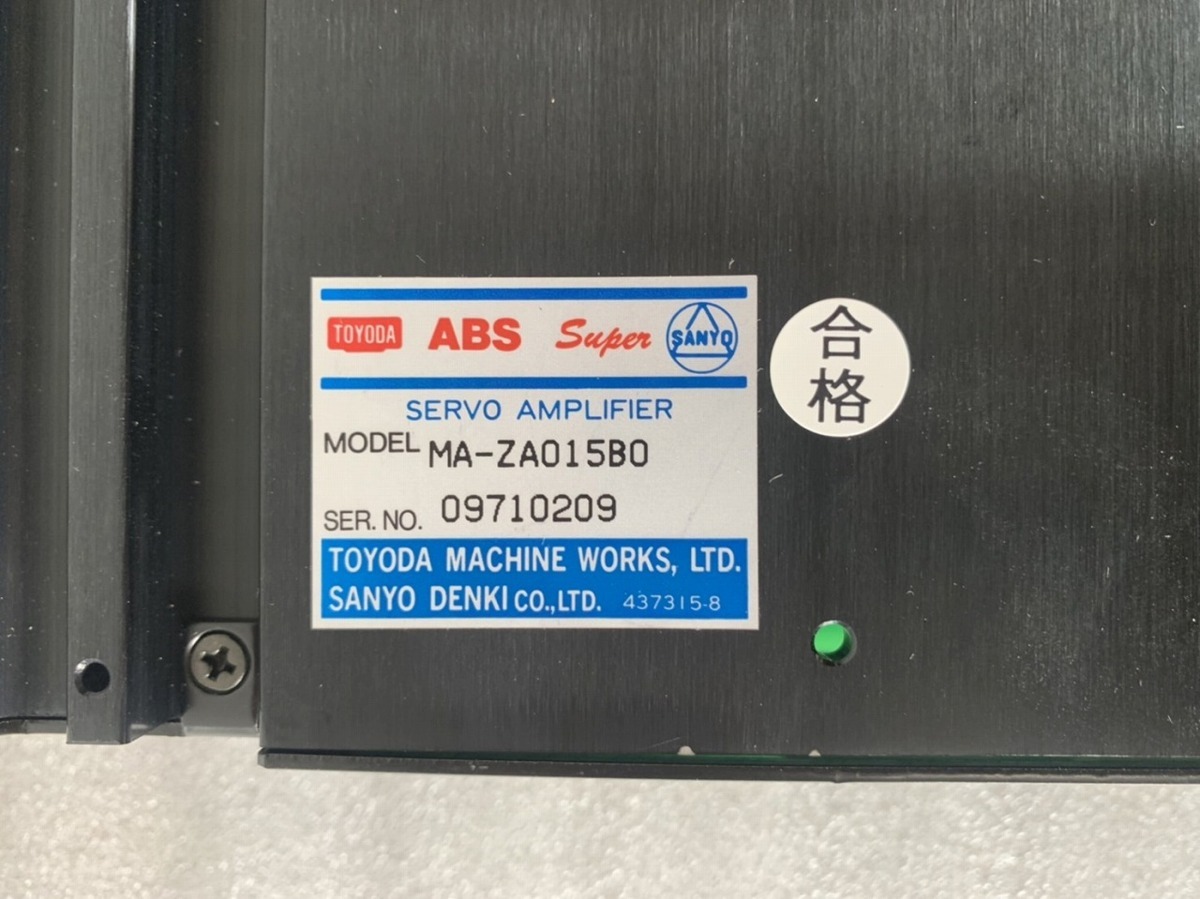 TOYODA ABS Super SANYO
SERVO AMPLIFIER
MODEL MA-ZA015B0
SER. NO. 09710209
TOYODA MACHINE WORKS, LTD.
SANYO DENKI CO.,LTD. 437315-8
合
格